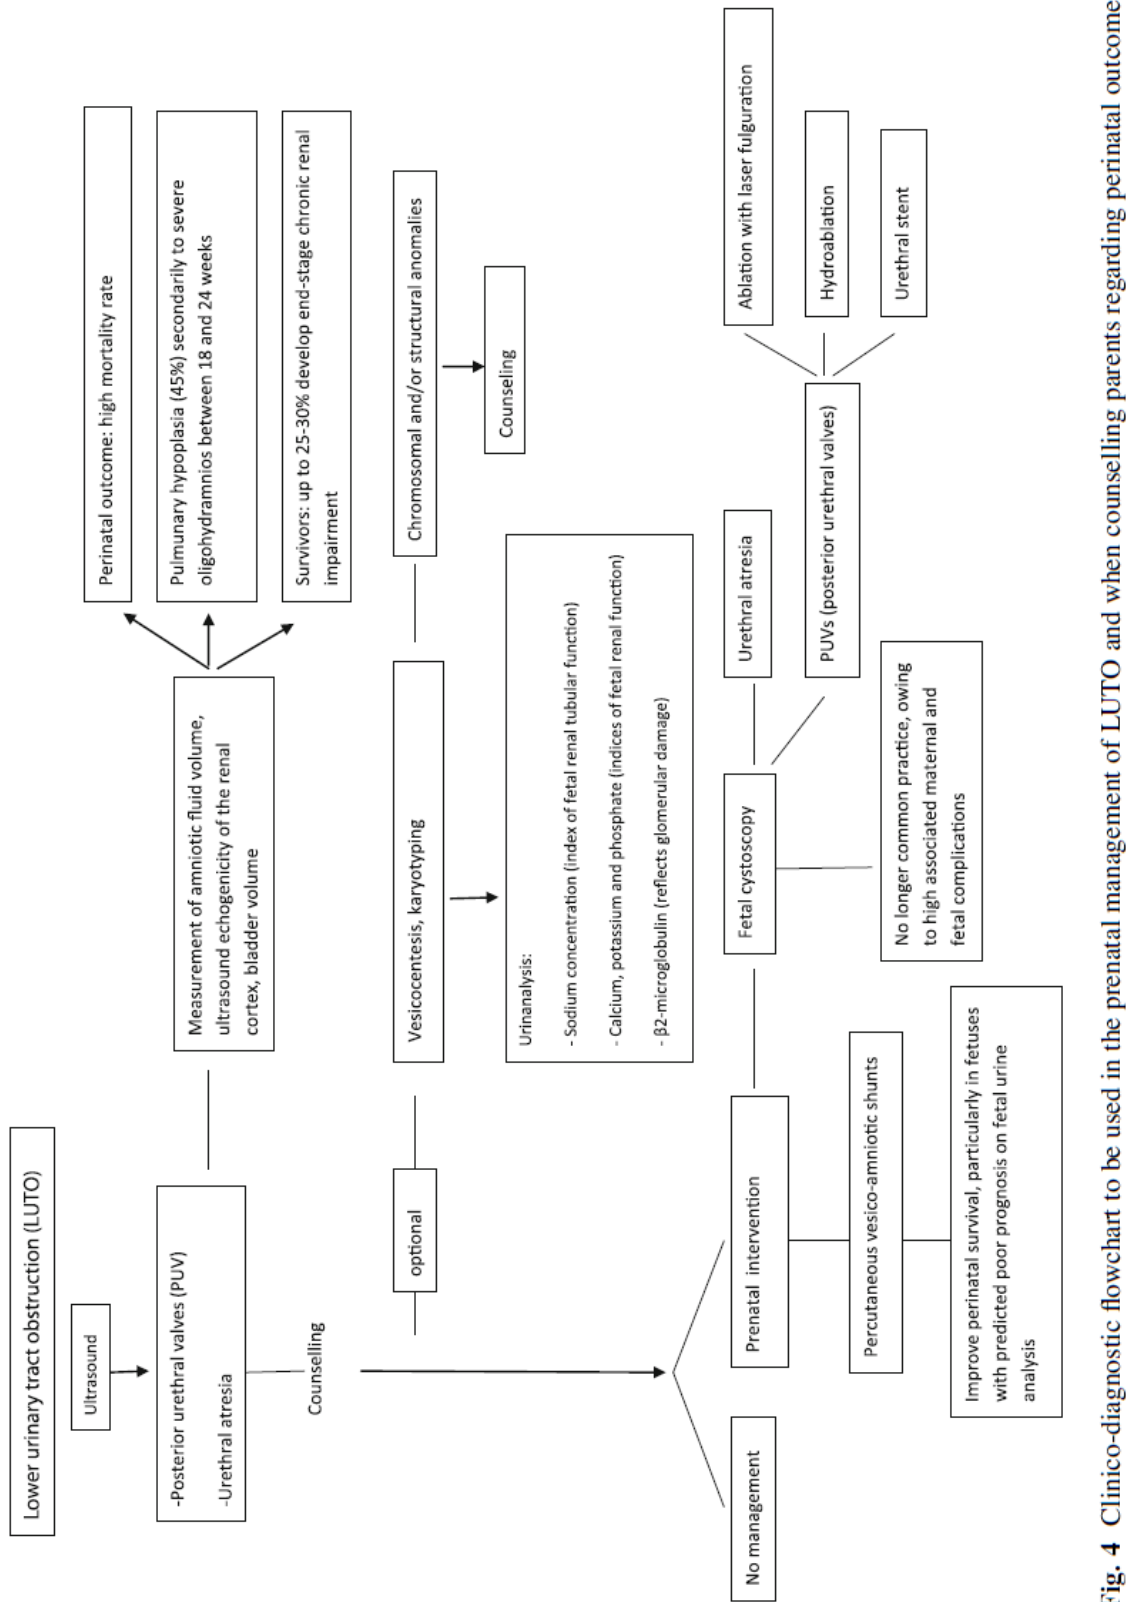 Lower urinary tract obstruction (LUTO)
Ultrasound
-Posterior urethral valves (PUV)
-Urethral atresia
Measurement of amniotic fluid volume,
ultrasound echogenicity of the renal
cortex, bladder volume
Perinatal outcome: high mortality rate
Pulmunary hypoplasia (45%) secondarily to severe
oligohydramnios between 18 and 24 weeks
Survivors: up to 25-30% develop end-stage chronic renal
impairment
Counselling
optional
Vesicocentesis, karyotyping
Chromosomal and/or structural anomalies
Counseling
Urinanalysis:
- Sodium concentration (index of fetal renal tubular function)
- Calcium, potassium and phosphate (indices of fetal renal function)
- β2-microglobulin (reflects glomerular damage)
No management
Prenatal intervention
Fetal cystoscopy
Urethral atresia
PUVs (posterior urethral valves)
Ablation with laser fulguration
Hydroablation
Urethral stent
Percutaneous vesico-amniotic shunts
No longer common practice, owing
to high associated maternal and
fetal complications
Improve perinatal survival, particularly in fetuses
with predicted poor prognosis on fetal urine
analysis
Fig. 4 Clinico-diagnostic flowchart to be used in the prenatal management of LUTO and when counselling parents regarding perinatal outcome